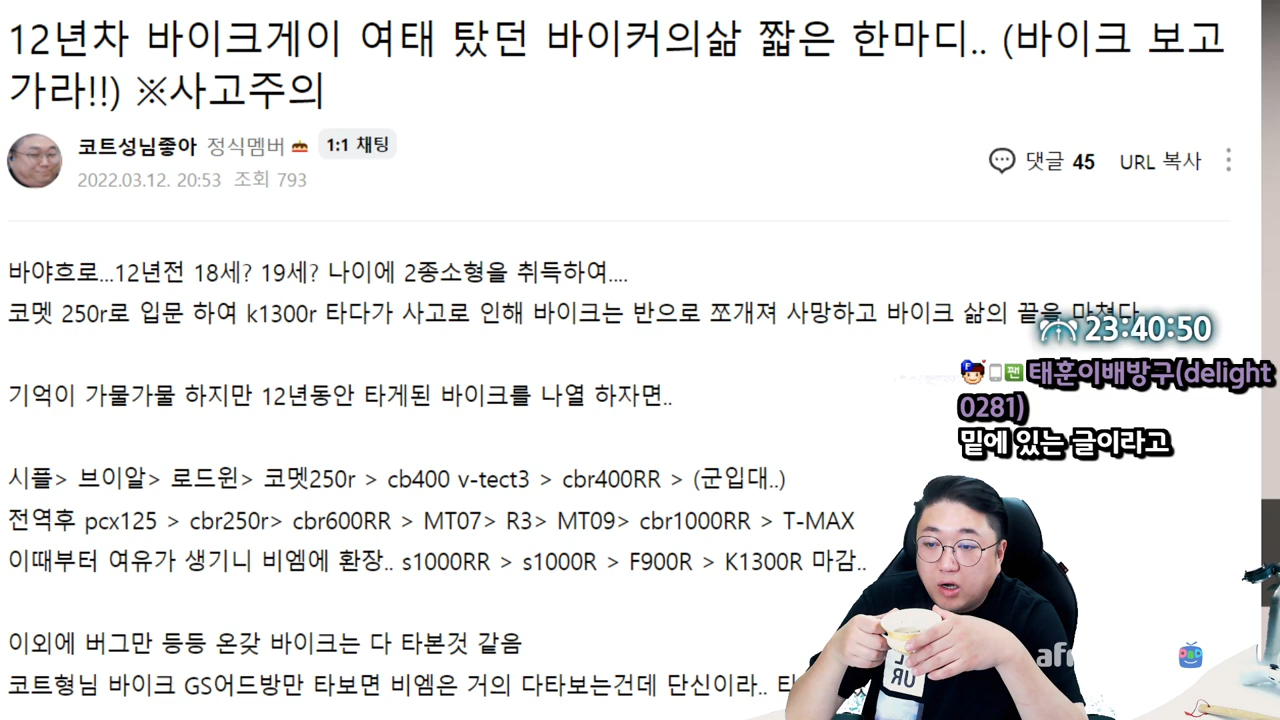 12년차 바이크게이 여태 탔던 바이커의삶 짧은 한마디.. (바이크 보고
가라!!) ※사고주의
코트성님좋아 정식멤버 1:1 채팅
2022.03.12. 20:53 조회 793
댓글 45 URL 복사
바야흐로...12년전 18세? 19세? 나이에 2종소형을 취득하여....
코멧 250r로 입문 하여 k1300r 타다가 사고로 인해 바이크는 반으로 쪼개져 사망하고 바이크 삶의 끝을 마쳤다
23:40:50
태훈이배방구(delight
0281)
밑에 있는 글이라고
기억이 가물가물 하지만 12년동안 타게된 바이크를 나열 하자면..
시플> 브이알> 로드윈> 코멧250r > cb400 v-tect3 > cbr400RR > (군입대..)
전역후 pcx125 > cbr250r> cbr600RR > MT07> R3> MT09> cbr1000RR > T-MAX
이때부터 여유가 생기니 비엠에 환장.. s1000RR > s1000R > F900R > K1300R 마감..
이외에 버그만 등등 온갖 바이크는 다 타본것 같음
코트형님 바이크 GS어드방만 타보면 비엠은 거의 다타보는건데 단신이라..
af
UR